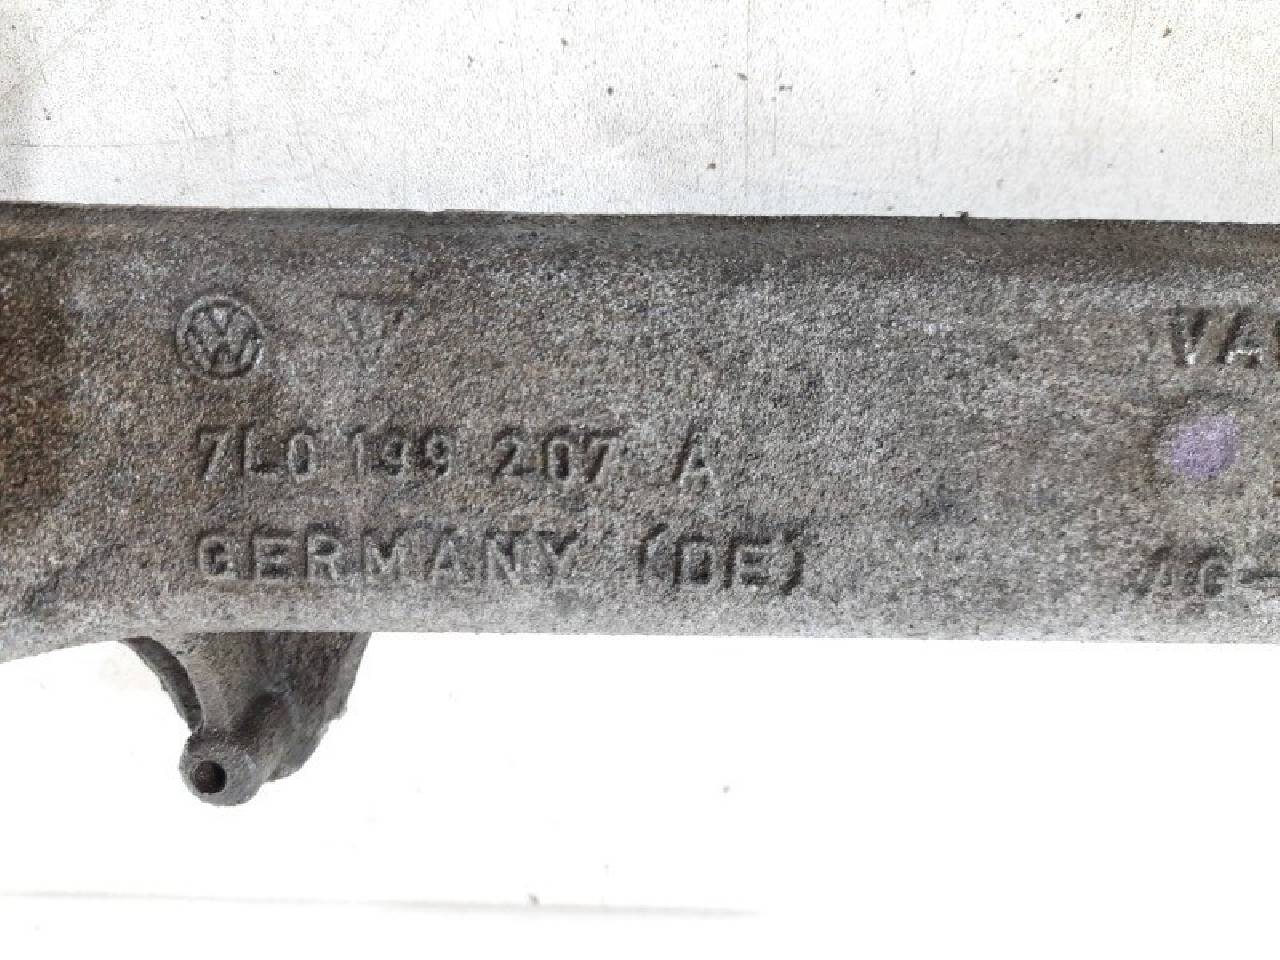 7L0 199 207 A
GERMANY (DE)